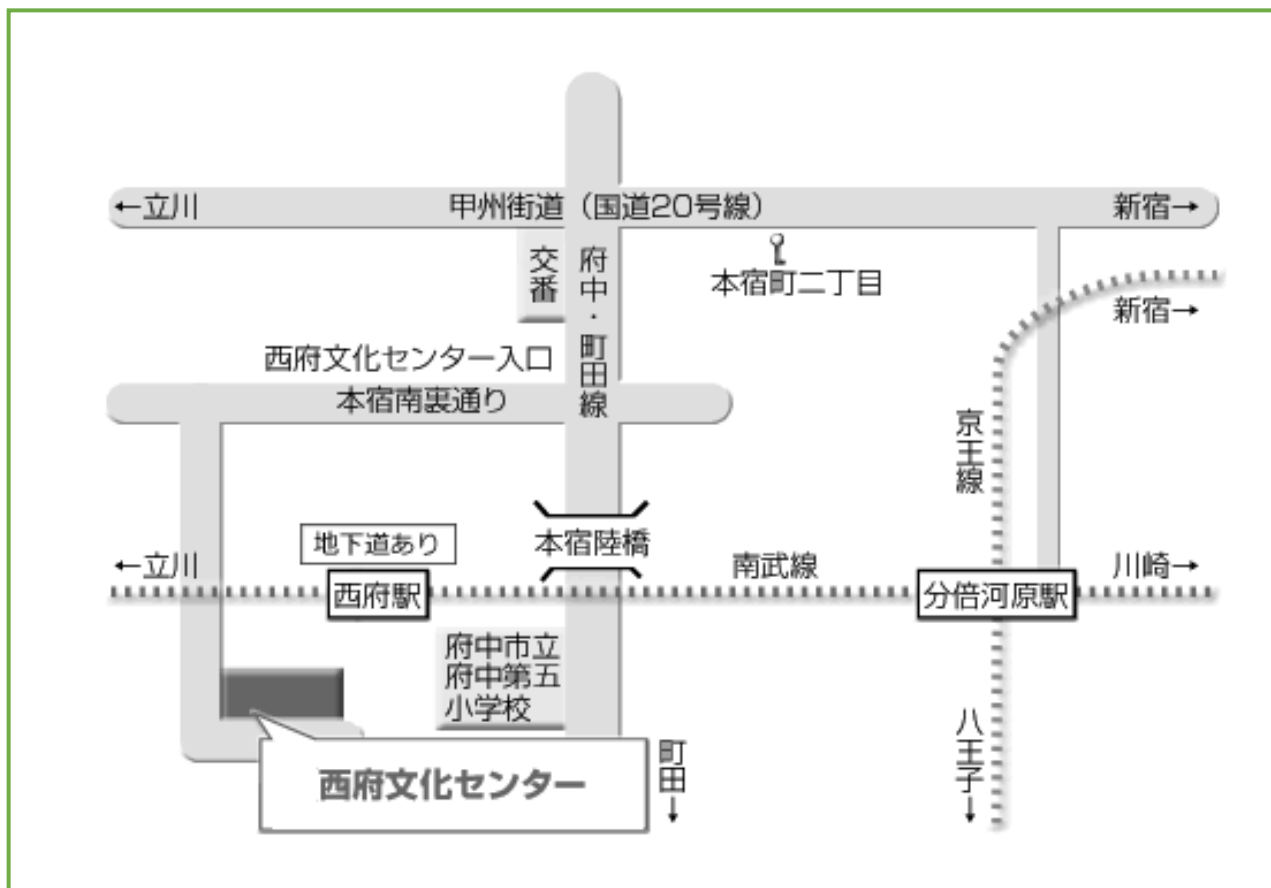 ←立川
甲州街道（国道20号線）
新宿→
交番
府中・町田線
本宿町二丁目
新宿→
西府文化センター入口
本宿南裏通り
京王線
地下道あり
本宿陸橋
←立川
南武線
川崎→
西府駅
分倍河原駅
府中市立
府中第五
小学校
西府文化センター
町田→
八王子→